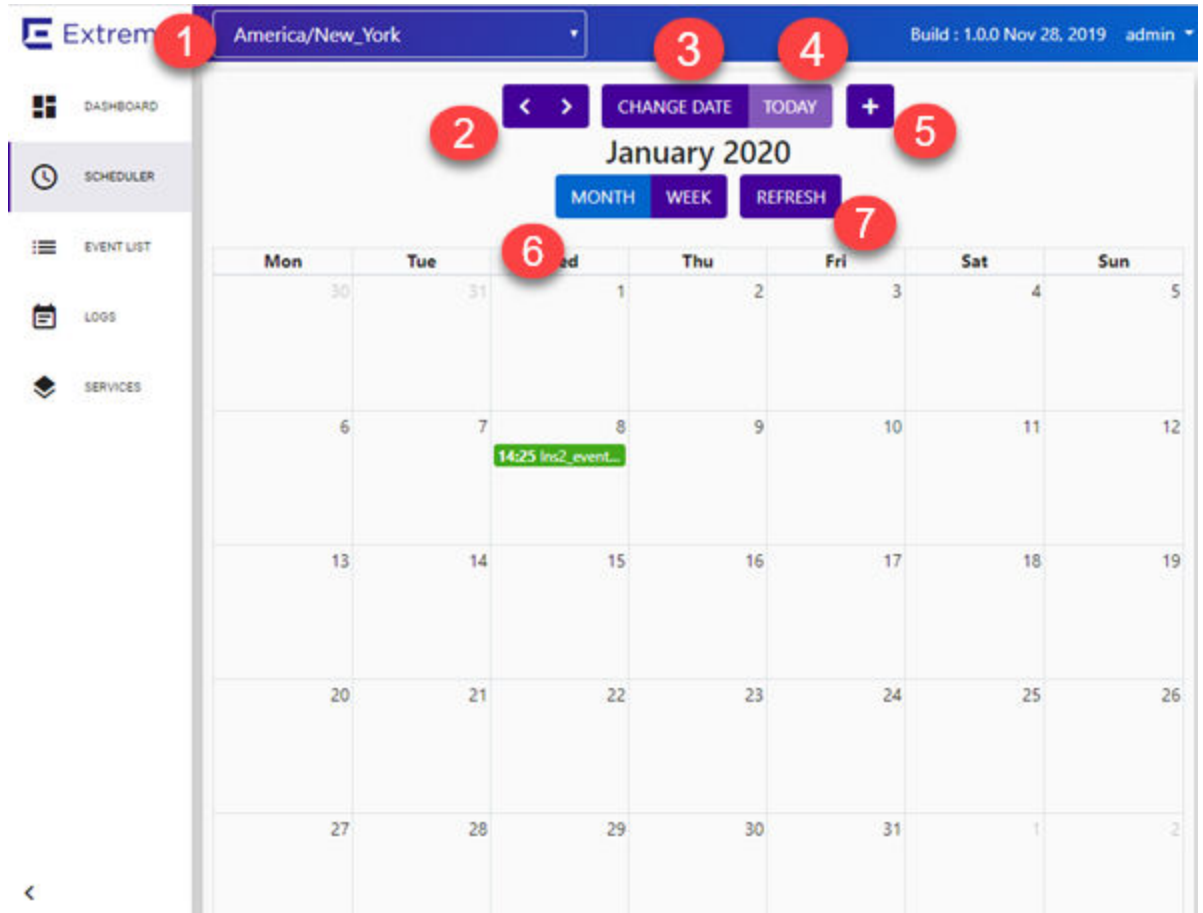 Extrem
1
America/New_York
3
4
Build : 1.0.0 Nov 28, 2019 admin
DASHBOARD
SCHEDULER
EVENT LIST
LOGS
SERVICES
2
< >
CHANGE DATE TODAY
+
5
January 2020
MONTH WEEK REFRESH
6
7
Mon Tue ed Thu Fri Sat Sun
30 31 1 2 3 4 5
6 7 8 9 10 11 12
14:25 lns2_event...
13 14 15 16 17 18 19
20 21 22 23 24 25 26
27 28 29 30 31 1 2
<